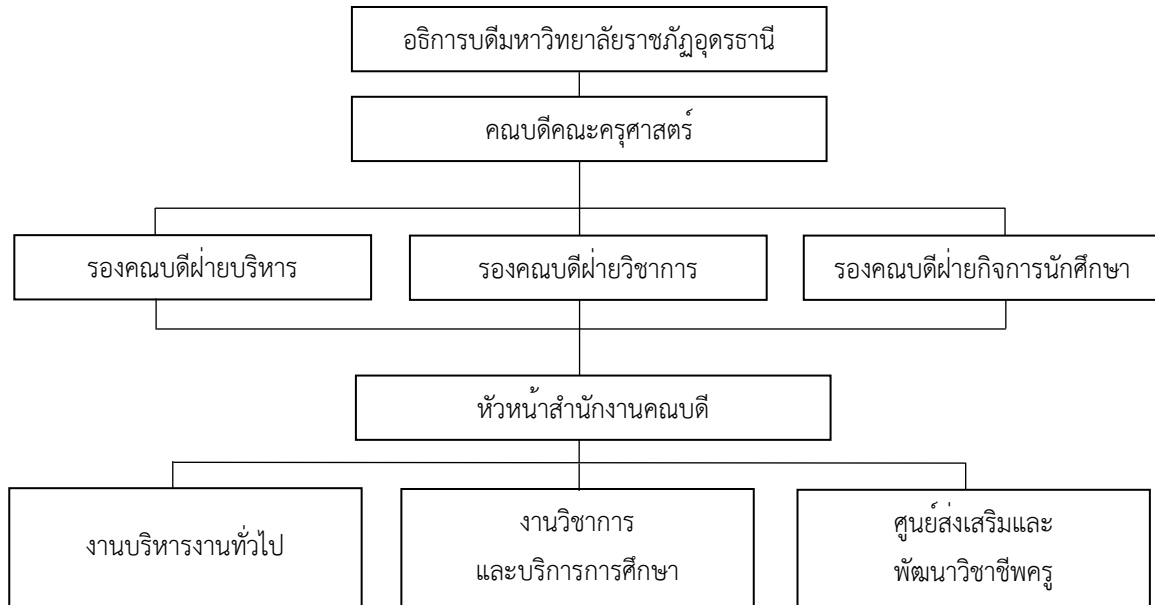 อธิการบดีมหาวิทยาลัยราชภัฏอุดรธานี
คณบดีคณะครุศาสตร์
รองคณบดีฝ่ายบริหาร
รองคณบดีฝ่ายวิชาการ
รองคณบดีฝ่ายกิจการนักศึกษา
หัวหน้าสำนักงานคณบดี
งานบริหารงานทั่วไป
งานวิชาการ
และบริการการศึกษา
ศูนย์ส่งเสริมและ
พัฒนาวิชาชีพครู